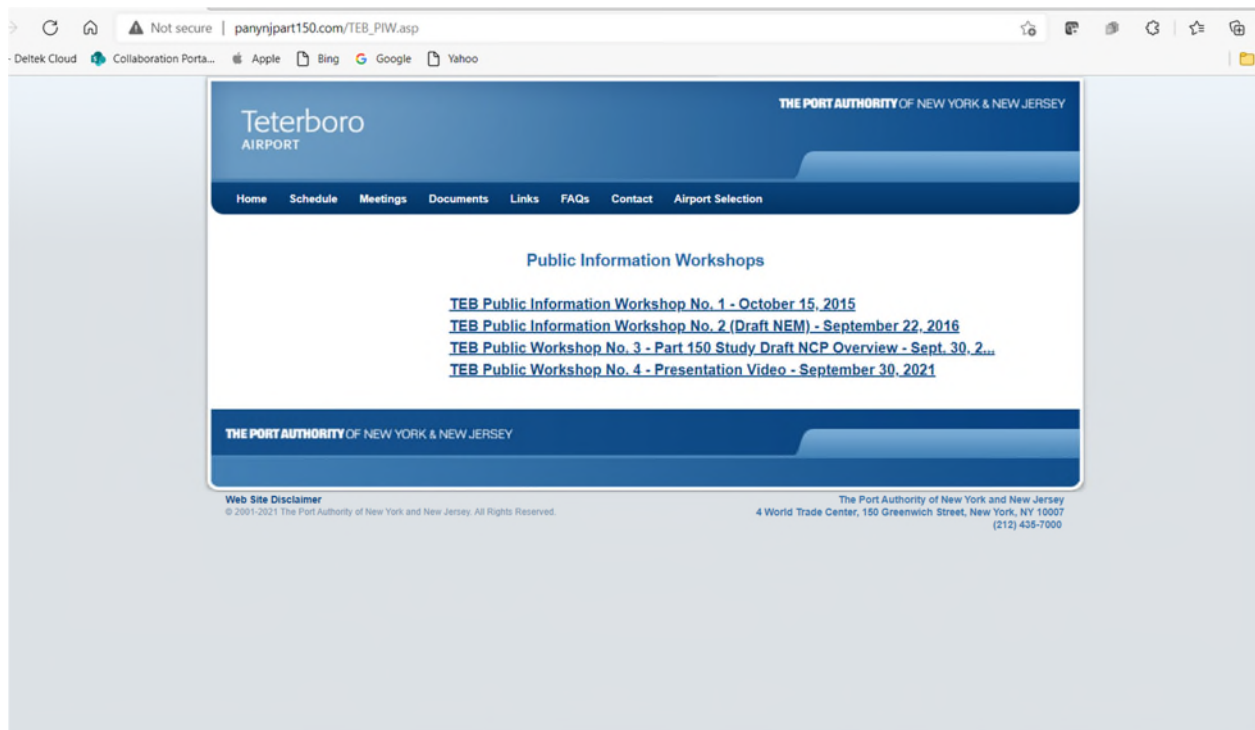 Not secure | panynjpart150.com/TEB_PIW.asp
- Deltek Cloud Collaboration Porta... Apple Bing Google Yahoo
THE PORT AUTHORITY OF NEW YORK & NEW JERSEY
Teterboro
AIRPORT
Home Schedule Meetings Documents Links FAQs Contact Airport Selection
Public Information Workshops
TEB Public Information Workshop No. 1 - October 15, 2015
TEB Public Information Workshop No. 2 (Draft NEM) - September 22, 2016
TEB Public Workshop No. 3 - Part 150 Study Draft NCP Overview - Sept. 30, 2...
TEB Public Workshop No. 4 - Presentation Video - September 30, 2021
THE PORT AUTHORITY OF NEW YORK & NEW JERSEY
Web Site Disclaimer
© 2001-2021 The Port Authority of New York and New Jersey. All Rights Reserved.
The Port Authority of New York and New Jersey
4 World Trade Center, 150 Greenwich Street, New York, NY 10007
(212) 435-7000